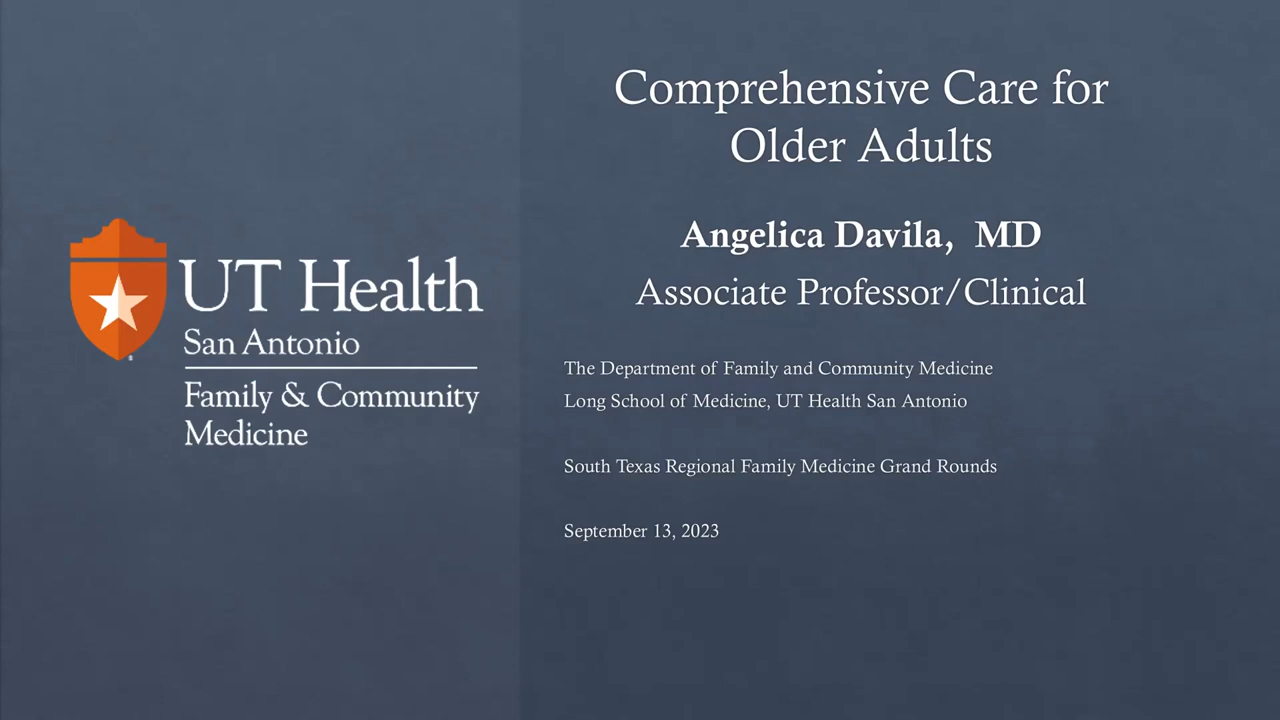 Comprehensive Care for
Older Adults
Angelica Davila, MD
Associate Professor/Clinical
UT Health
San Antonio
Family & Community
Medicine
The Department of Family and Community Medicine
Long School of Medicine, UT Health San Antonio
South Texas Regional Family Medicine Grand Rounds
September 13, 2023